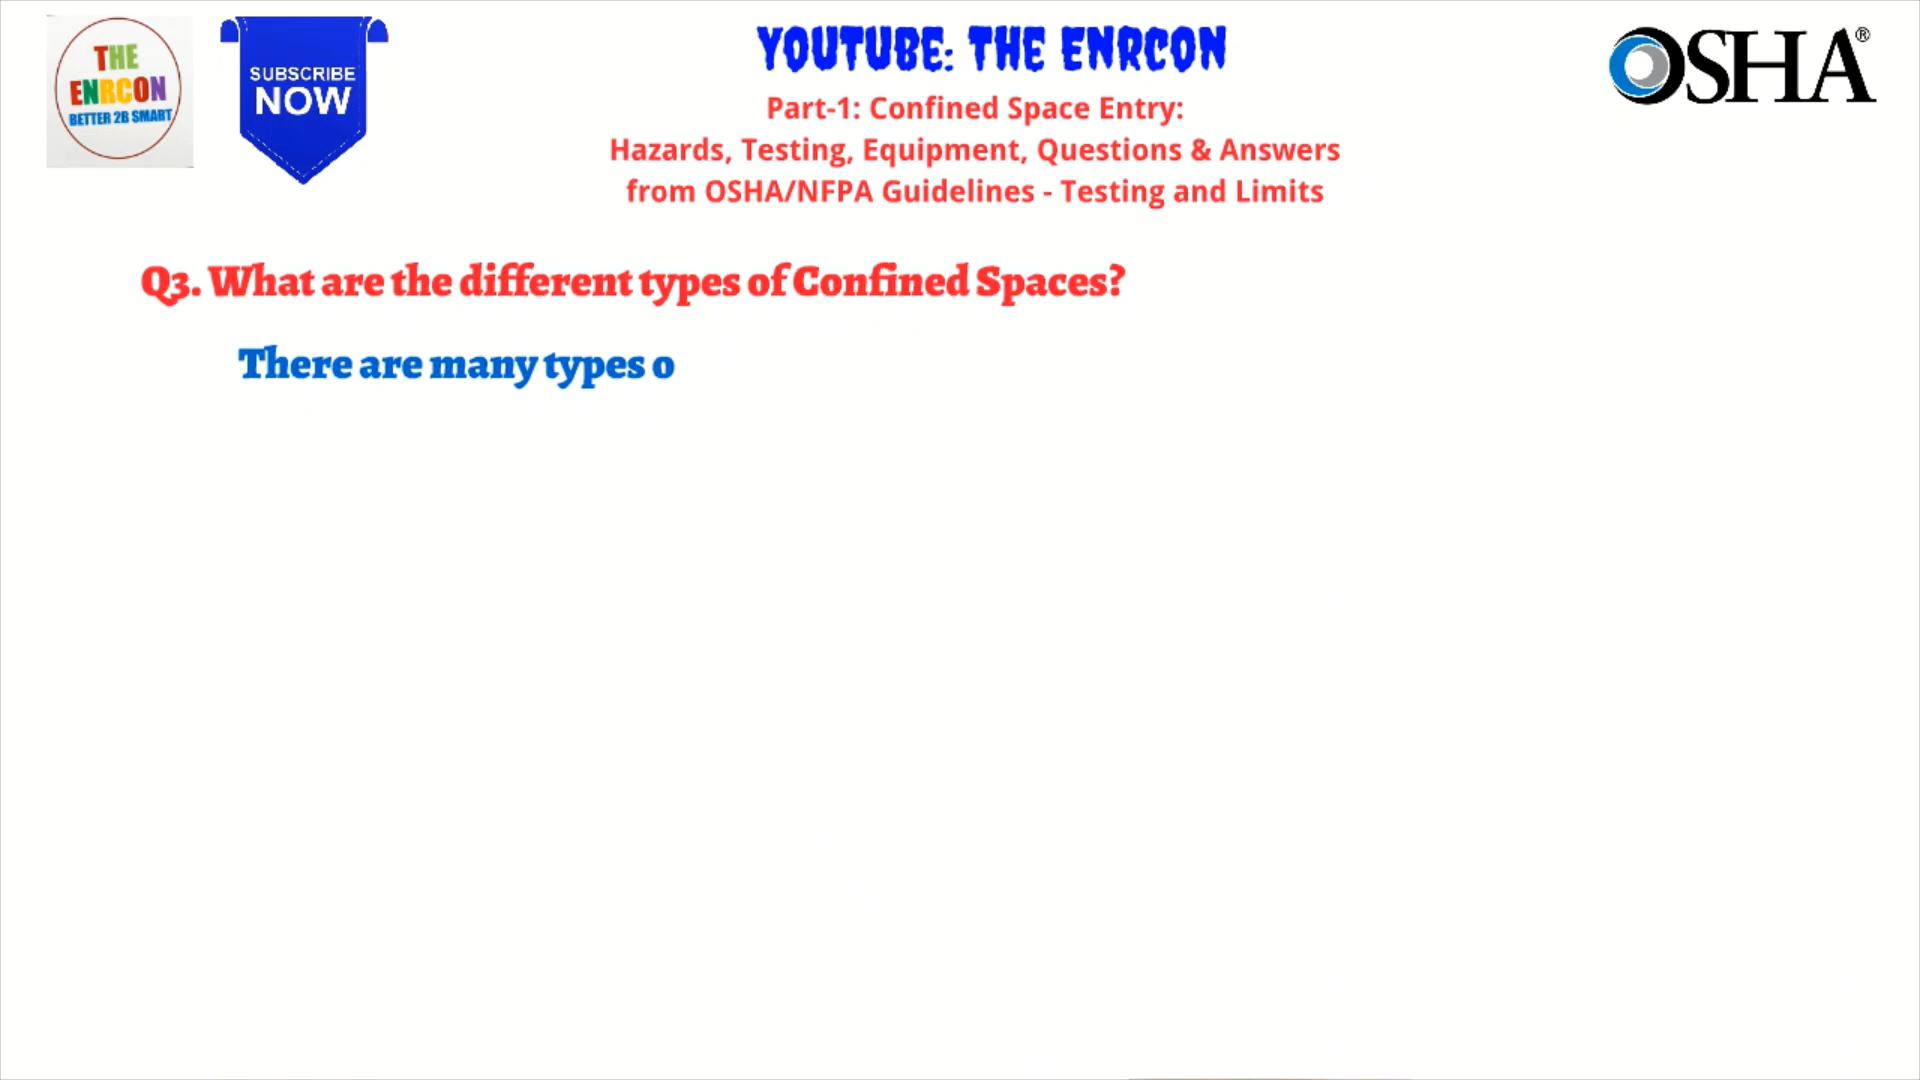 THE
ENRCON
BETTER 2B SMART
SUBSCRIBE
NOW
YOUTUBE: THE ENRCON
Part-1: Confined Space Entry:
Hazards, Testing, Equipment, Questions & Answers
from OSHA/NFPA Guidelines - Testing and Limits
OSHA®
Q3. What are the different types of Confined Spaces?
There are many types o